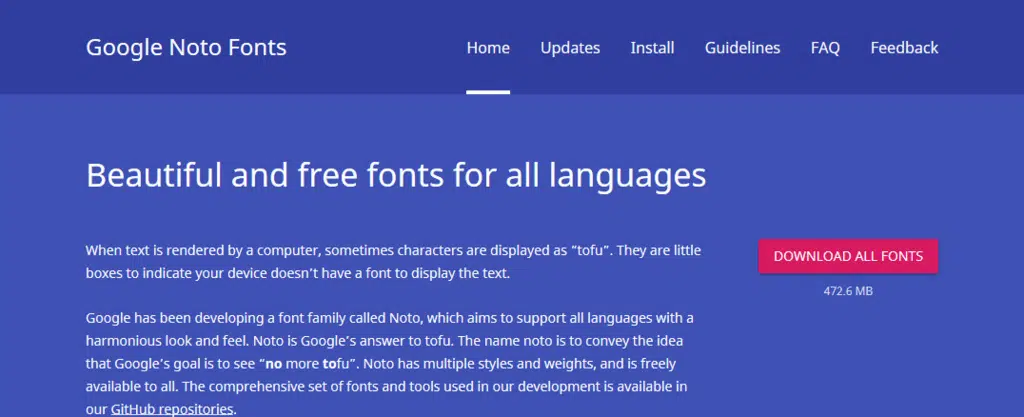 Google Noto Fonts
Home Updates Install Guidelines FAQ Feedback
Beautiful and free fonts for all languages
When text is rendered by a computer, sometimes characters are displayed as “tofu”. They are little
boxes to indicate your device doesn’t have a font to display the text.
DOWNLOAD ALL FONTS
472.6 MB
Google has been developing a font family called Noto, which aims to support all languages with a
harmonious look and feel. Noto is Google’s answer to tofu. The name noto is to convey the idea
that Google’s goal is to see “no more tofu”. Noto has multiple styles and weights, and is freely
available to all. The comprehensive set of fonts and tools used in our development is available in
our GitHub repositories.